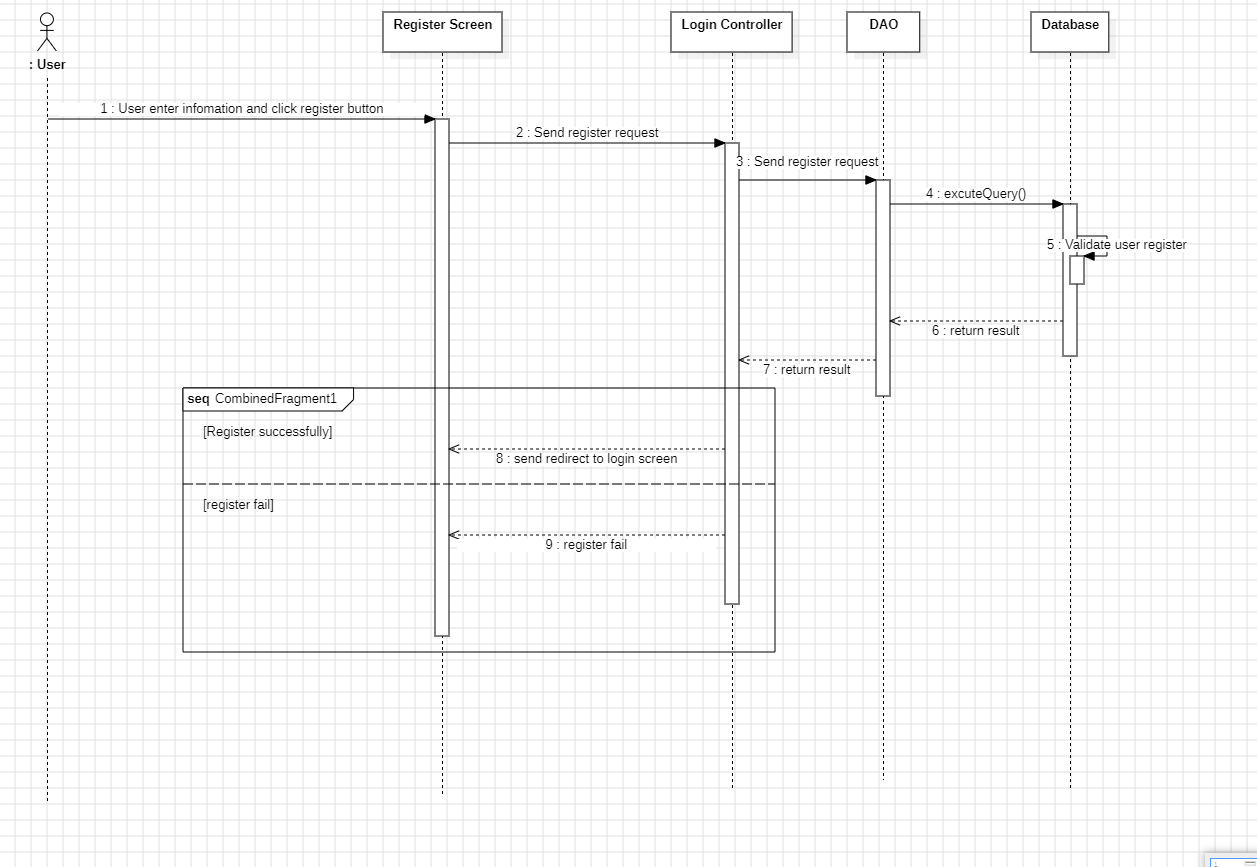 Register Screen
Login Controller
DAO
Database
: User
1 : User enter infomation and click register button
2 : Send register request
3 : Send register request
4 : excuteQuery()
5 : Validate user register
6 : return result
7 : return result
seq CombinedFragment1
[Register successfully]
8 : send redirect to login screen
[register fail]
9 : register fail